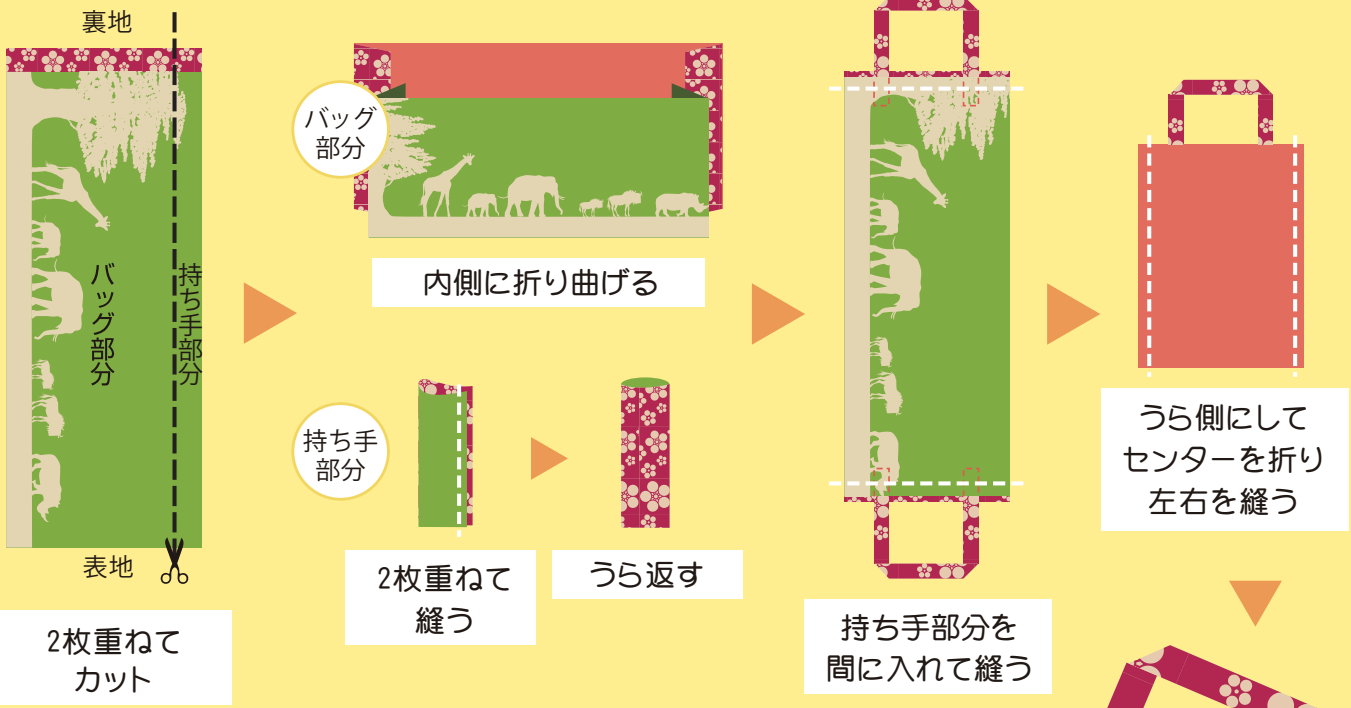 裏地
バッグ部分
持ち手部分
表地
2枚重ねて
カット
バッグ
部分
内側に折り曲げる
持ち手
部分
2枚重ねて
縫う
うら返す
持ち手部分を
間に入れて縫う
うら側にして
センターを折り
左右を縫う